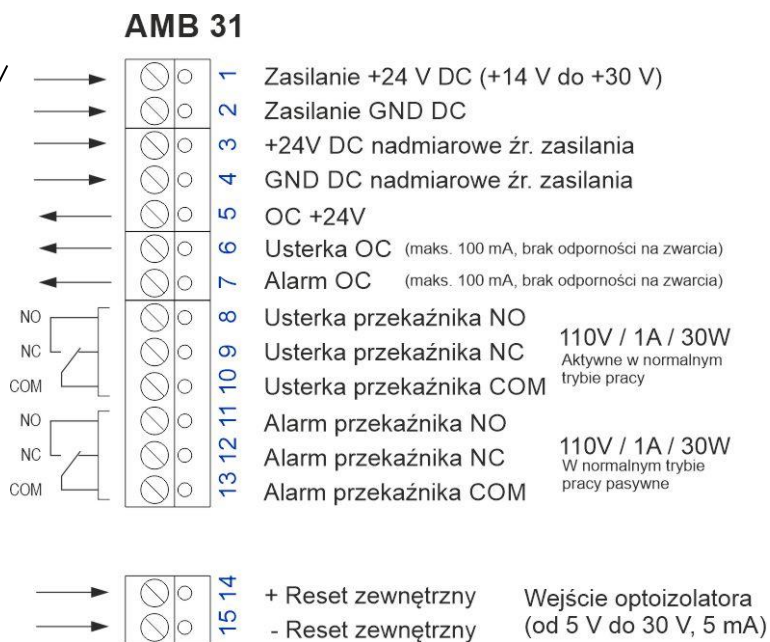 AMB 31
1 Zasilanie +24 V DC (+14 V do +30 V)
2 Zasilanie GND DC
3 +24V DC nadmiarowe źr. zasilania
4 GND DC nadmiarowe źr. zasilania
5 OC +24V
6 Usterka OC (maks. 100 mA, brak odporności na zwarcia)
7 Alarm OC (maks. 100 mA, brak odporności na zwarcia)
NO 8 Usterka przekaźnika NO
NC 9 Usterka przekaźnika NC
COM 10 Usterka przekaźnika COM
110V / 1A / 30W
Aktywne w normalnym
trybie pracy
NO 11 Alarm przekaźnika NO
NC 12 Alarm przekaźnika NC
COM 13 Alarm przekaźnika COM
110V / 1A / 30W
W normalnym trybie
pracy pasywne
14 + Reset zewnętrzny
15 - Reset zewnętrzny
Wejście optoizolatora
(od 5 V do 30 V, 5 mA)